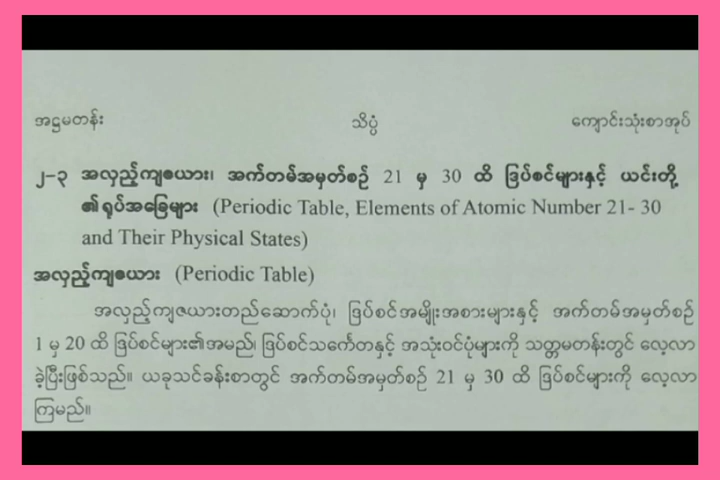 အဋ္ဌမတန်း သိပ္ပံ ကျောင်းသုံးစာအုပ်
၂–၃ အလှည့်ကျဇယား၊ အက်တမ်အမှတ်စဉ် 21 မှ 30 ထိ ဒြပ်စင်များနှင့် ယင်းတို့
၏ရုပ်အခြေများ (Periodic Table, Elements of Atomic Number 21- 30
and Their Physical States)
အလှည့်ကျဇယား (Periodic Table)
အလှည့်ကျဇယားတည်ဆောက်ပုံ၊ ဒြပ်စင်အမျိုးအစားများနှင့် အက်တမ်အမှတ်စဉ်
1 မှ 20 ထိ ဒြပ်စင်များ၏အမည်၊ ဒြပ်စင်သင်္ကေတနှင့် အသုံးဝင်ပုံများကို သတ္တမတန်းတွင် လေ့လာ
ခဲ့ပြီးဖြစ်သည်။ ယခုသင်ခန်းစာတွင် အက်တမ်အမှတ်စဉ် 21 မှ 30 ထိ ဒြပ်စင်များကို လေ့လာ
ကြမည်။